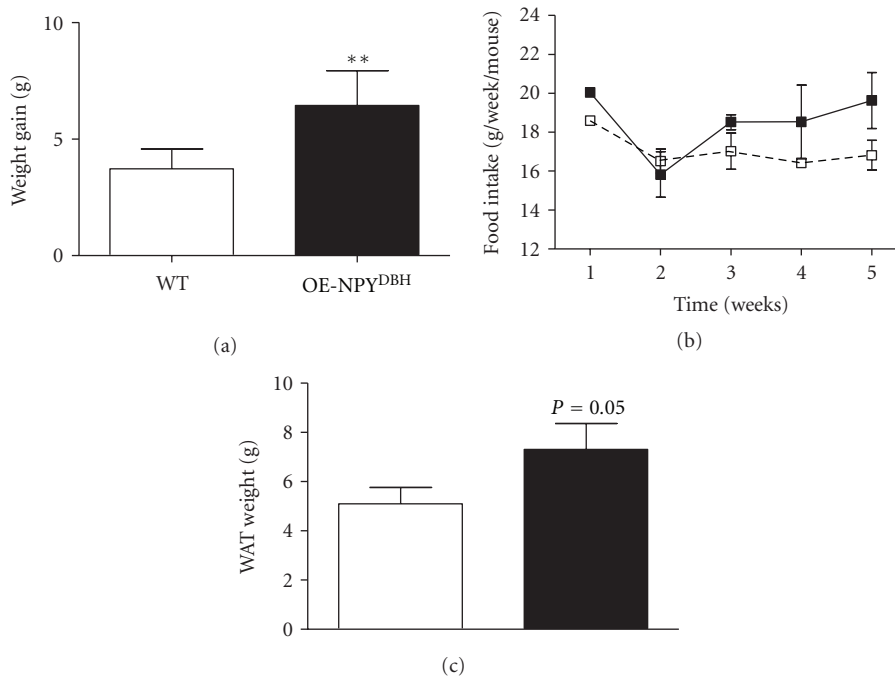 10
5
0
Weight gain (g)
**
WT
OE-NPY^DBH
(a)
24
22
20
18
16
14
12
Food intake (g/week/mouse)
1 2 3 4 5
Time (weeks)
(b)
10
8
6
4
2
0
WAT weight (g)
P = 0.05
(c)